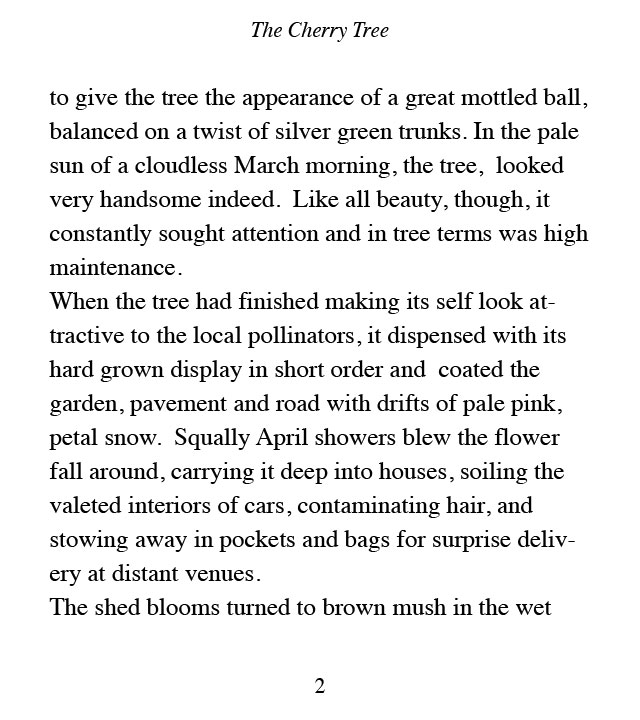 The Cherry Tree
to give the tree the appearance of a great mottled ball,
balanced on a twist of silver green trunks. In the pale
sun of a cloudless March morning, the tree,  looked
very handsome indeed.  Like all beauty, though, it
constantly sought attention and in tree terms was high
maintenance.
When the tree had finished making its self look at-
tractive to the local pollinators, it dispensed with its
hard grown display in short order and  coated the
garden, pavement and road with drifts of pale pink,
petal snow.  Squally April showers blew the flower
fall around, carrying it deep into houses, soiling the
valeted interiors of cars, contaminating hair, and
stowing away in pockets and bags for surprise deliv-
ery at distant venues.
The shed blooms turned to brown mush in the wet
2